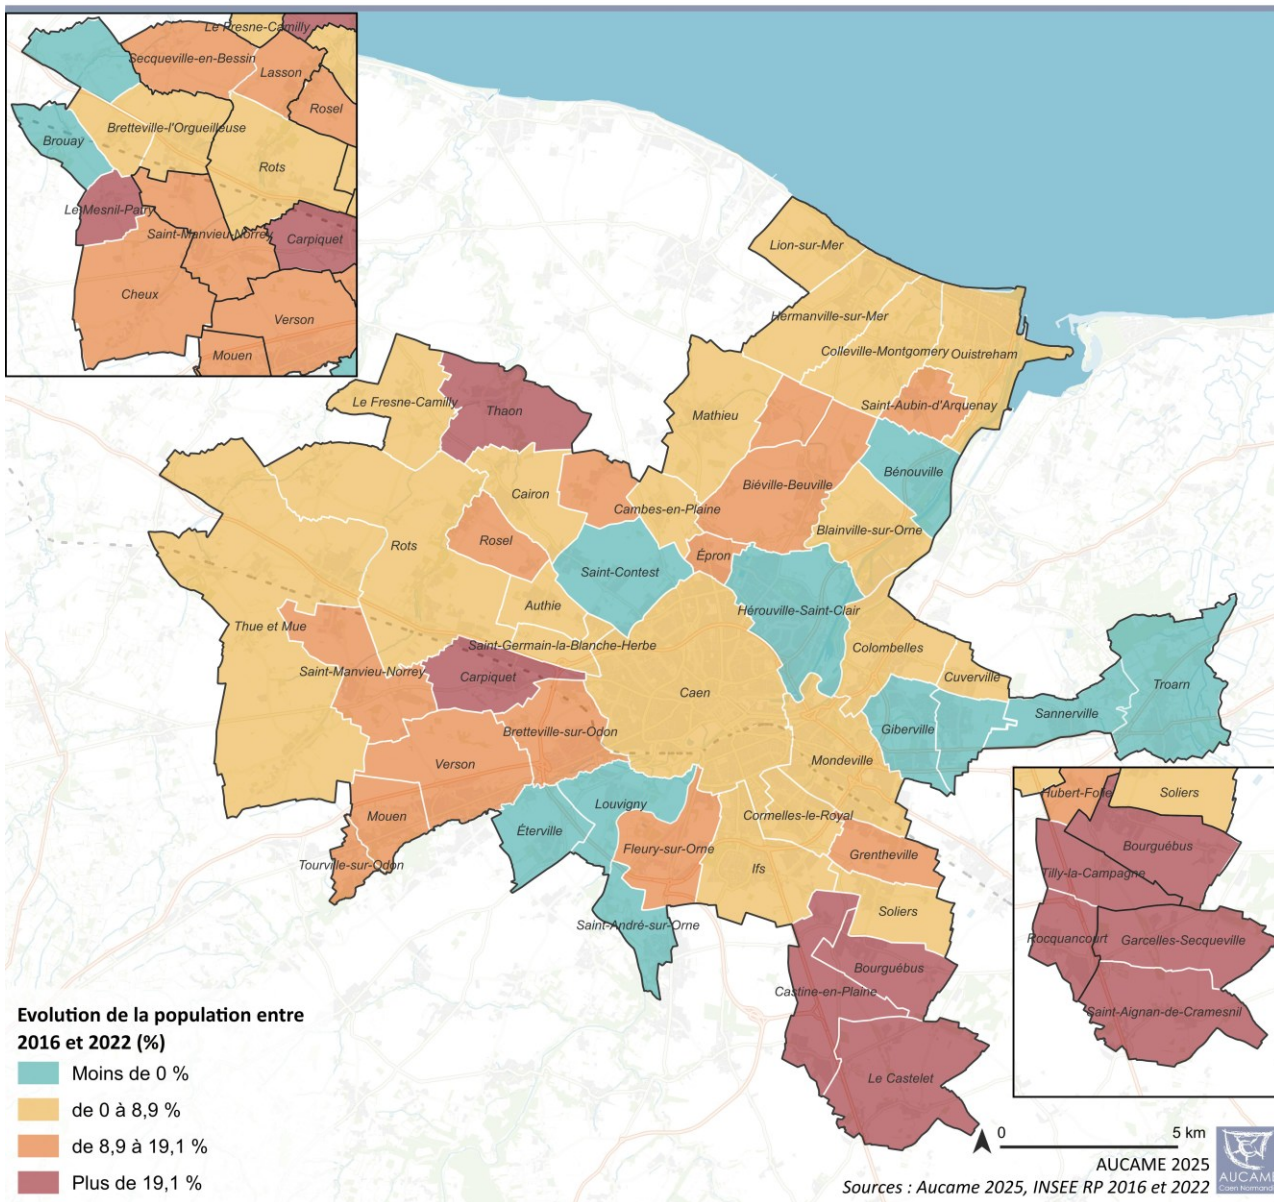 Le Fresne-Camilly
Secqueville-en-Bessin
Lasson
Rosel
Bretteville-l'Orgueilleuse
Brouay
Rots
Le Mesnil-Patry
Saint-Manvieu-Norrey
Carpiquet
Cheux
Verson
Mouen
Lion-sur-Mer
Hermanville-sur-Mer
Colleville-Montgomery
Ouistreham
Le Fresne-Camilly
Thaon
Mathieu
Saint-Aubin-d'Arquenay
Bénouville
Cairon
Biéville-Beuville
Cambes-en-Plaine
Blainville-sur-Orne
Rots
Rosel
Épron
Saint-Contest
Authie
Hérouville-Saint-Clair
Thue et Mue
Saint-Germain-la-Blanche-Herbe
Colombelles
Saint-Manvieu-Norrey
Carpiquet
Cuverville
Troarn
Caen
Sannerville
Giberville
Bretteville-sur-Odon
Verson
Mondeville
Louvigny
Mouen
Cormelles-le-Royal
Éterville
Fleury-sur-Orne
Grentheville
Tourville-sur-Odon
Ifs
Soliers
Saint-André-sur-Orne
Bourguébus
Castine-en-Plaine
Le Castelet
Hubert-Folie
Soliers
Bourguébus
Tilly-la-Campagne
Rocquancourt
Garcelles-Secqueville
Saint-Aignan-de-Cramesnil
Evolution de la population entre
2016 et 2022 (%)
Moins de 0 %
de 0 à 8,9 %
de 8,9 à 19,1 %
Plus de 19,1 %
0 5 km
AUCAME 2025
Sources : Aucame 2025, INSEE RP 2016 et 2022
AUCAME
Caen Normandie